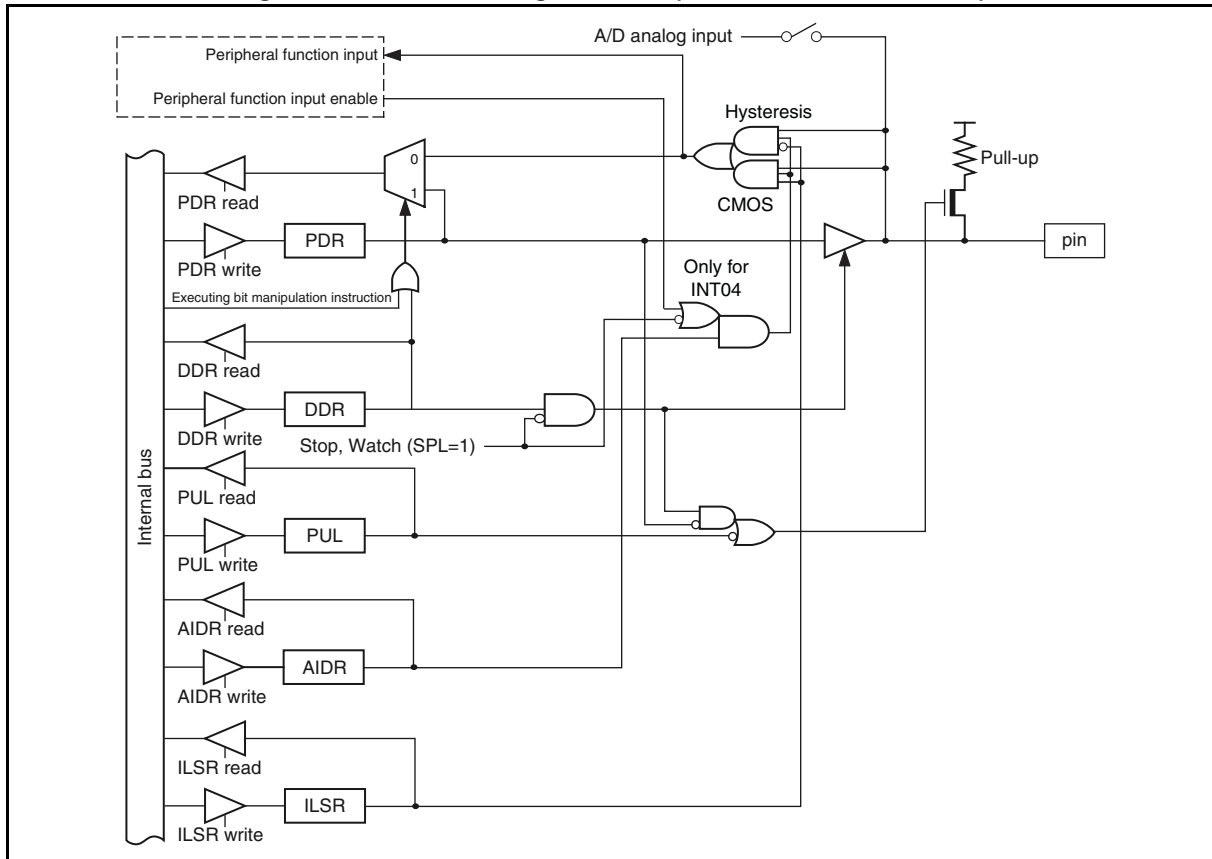 A/D analog input
Peripheral function input
Peripheral function input enable
Hysteresis
0
1
CMOS
Pull-up
PDR read
PDR
PDR write
pin
Only for
INT04
Executing bit manipulation instruction
DDR read
DDR
DDR write
Stop, Watch (SPL=1)
Internal bus
PUL read
PUL
PUL write
AIDR read
AIDR
AIDR write
ILSR read
ILSR
ILSR write